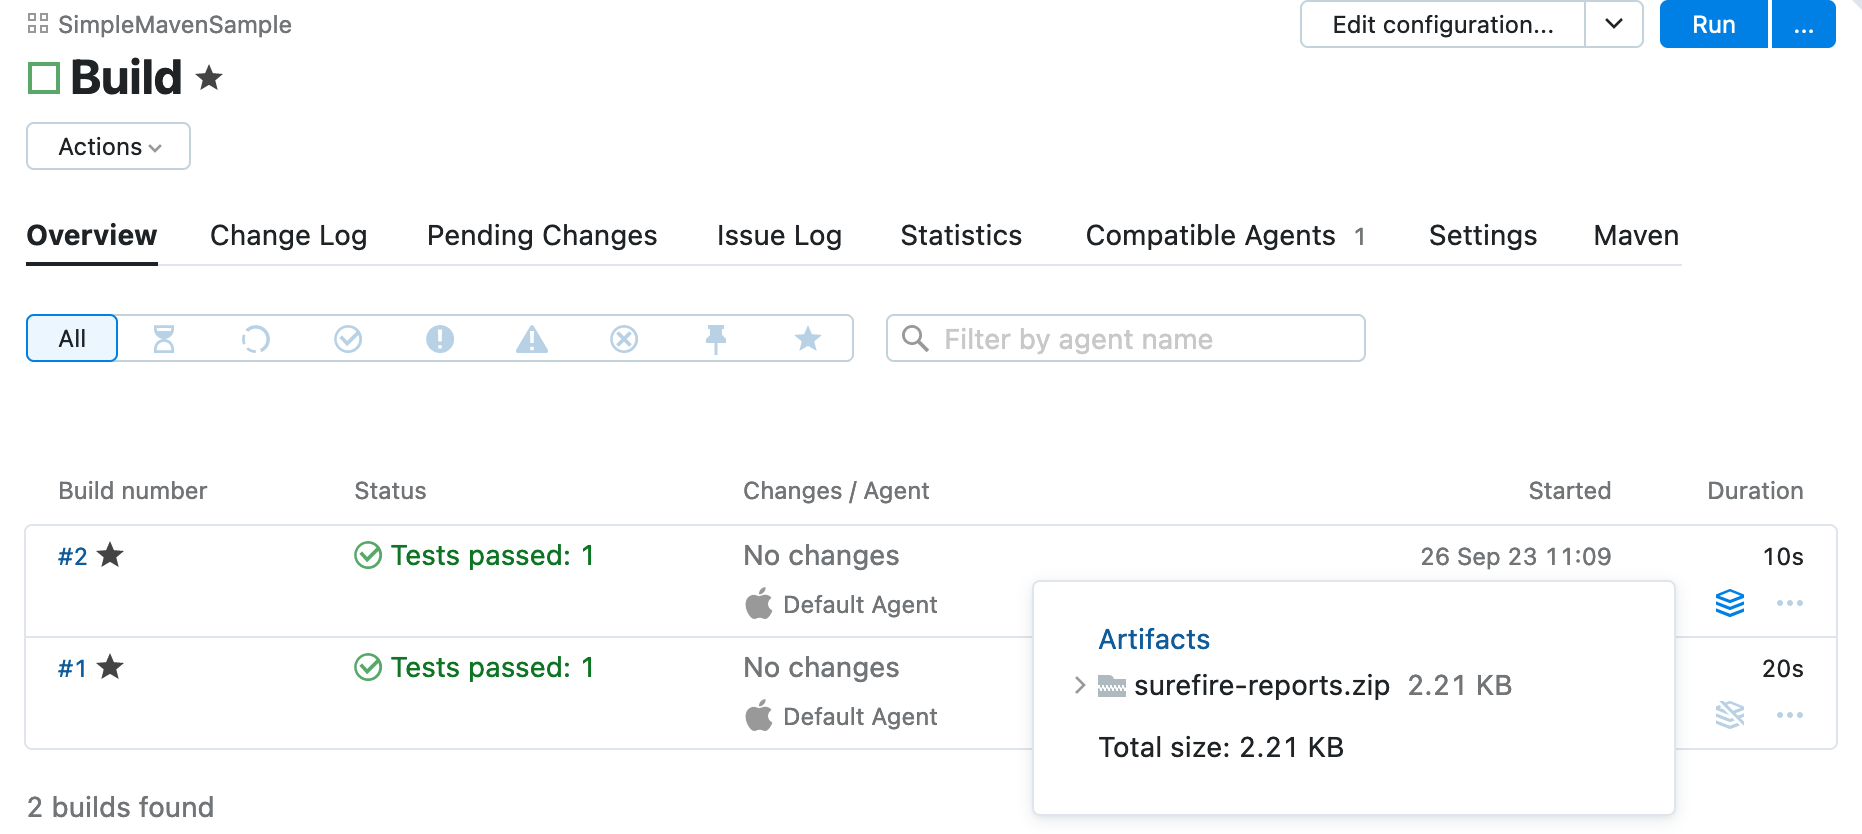 SimpleMavenSample
Edit configuration...
Run
...
Build
Actions
Overview Change Log Pending Changes Issue Log Statistics Compatible Agents 1 Settings Maven
All
Filter by agent name
Build number Status Changes / Agent Started Duration
#2 Tests passed: 1 No changes 26 Sep 23 11:09 10s
Default Agent
#1 Tests passed: 1 No changes 20s
Default Agent
Artifacts
surefire-reports.zip 2.21 KB
Total size: 2.21 KB
2 builds found